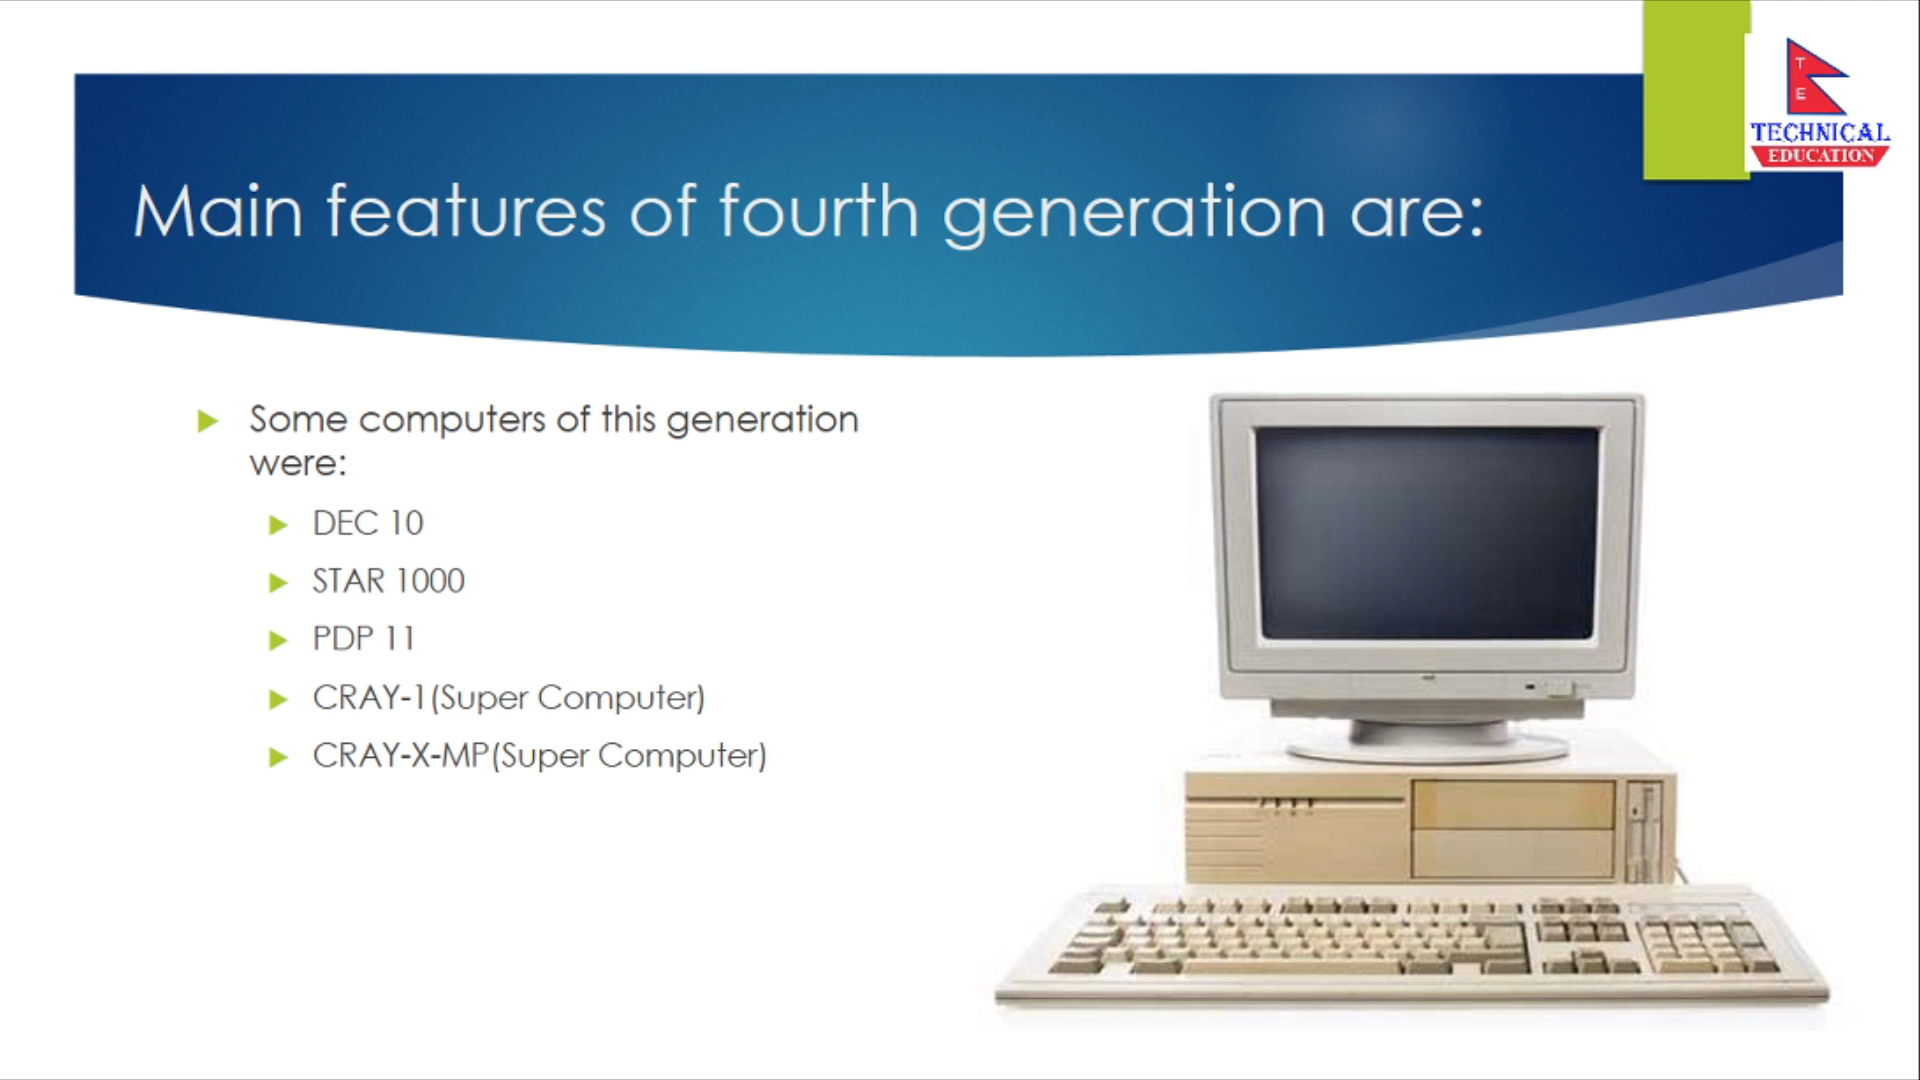 T
E
TECHNICAL
EDUCATION
Main features of fourth generation are:
Some computers of this generation
were:
DEC 10
STAR 1000
PDP 11
CRAY-1(Super Computer)
CRAY-X-MP(Super Computer)